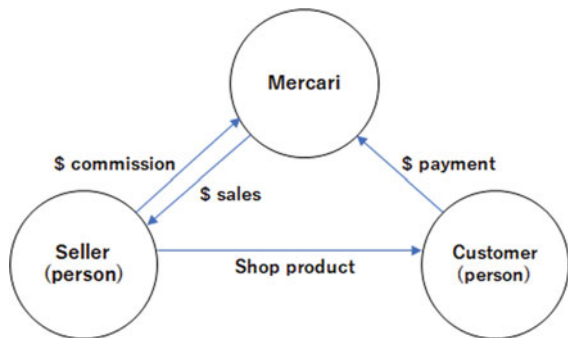 Mercari
$ commission
$ payment
$ sales
Seller
(person)
Shop product
Customer
(person)